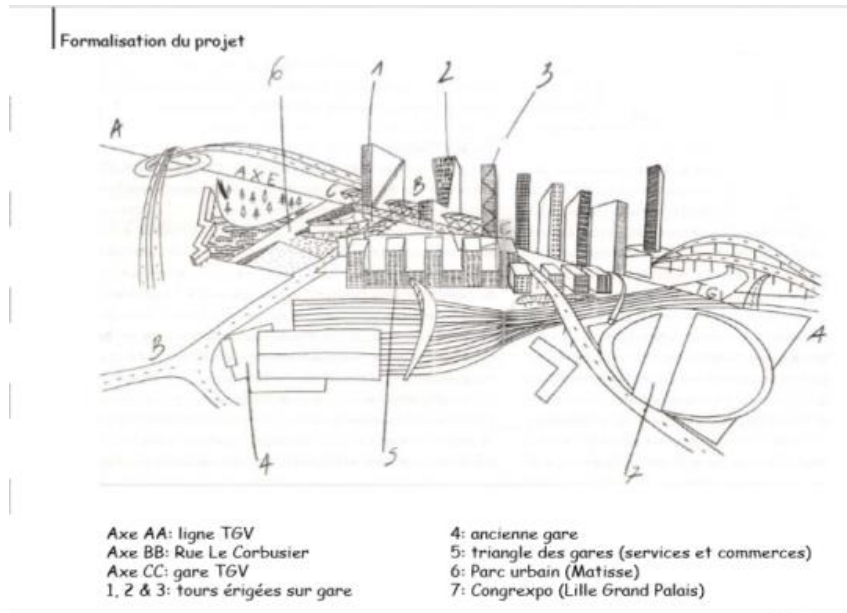 Formalisation du projet
6 1 2 3
A
AXE
C B
C
B
C
A
4 5 7
Axe AA: ligne TGV
Axe BB: Rue Le Corbusier
Axe CC: gare TGV
1, 2 & 3: tours érigées sur gare
4: ancienne gare
5: triangle des gares (services et commerces)
6: Parc urbain (Matisse)
7: Congrexpo (Lille Grand Palais)